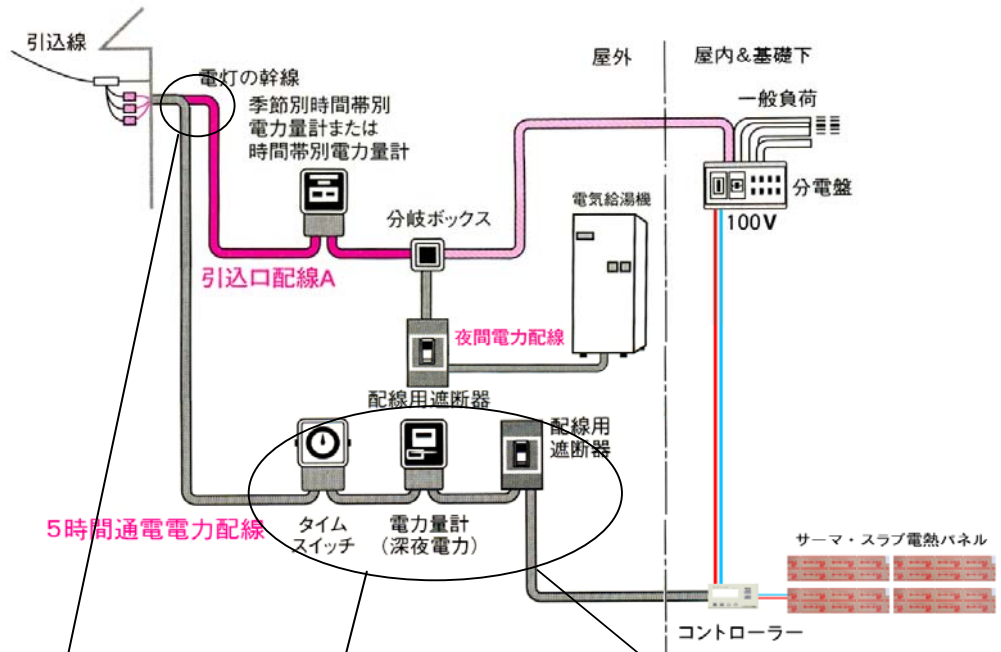 引込線
電灯の幹線
季節別時間帯別
電力量計または
時間帯別電力量計
屋外
屋内&基礎下
一般負荷
分電盤
100V
電気給湯機
分岐ボックス
引込口配線A
夜間電力配線
配線用遮断器
配線用
遮断器
5時間通電電力配線
タイム
スイッチ
電力量計
(深夜電力)
サーマ・スラブ電熱パネル
コントローラー